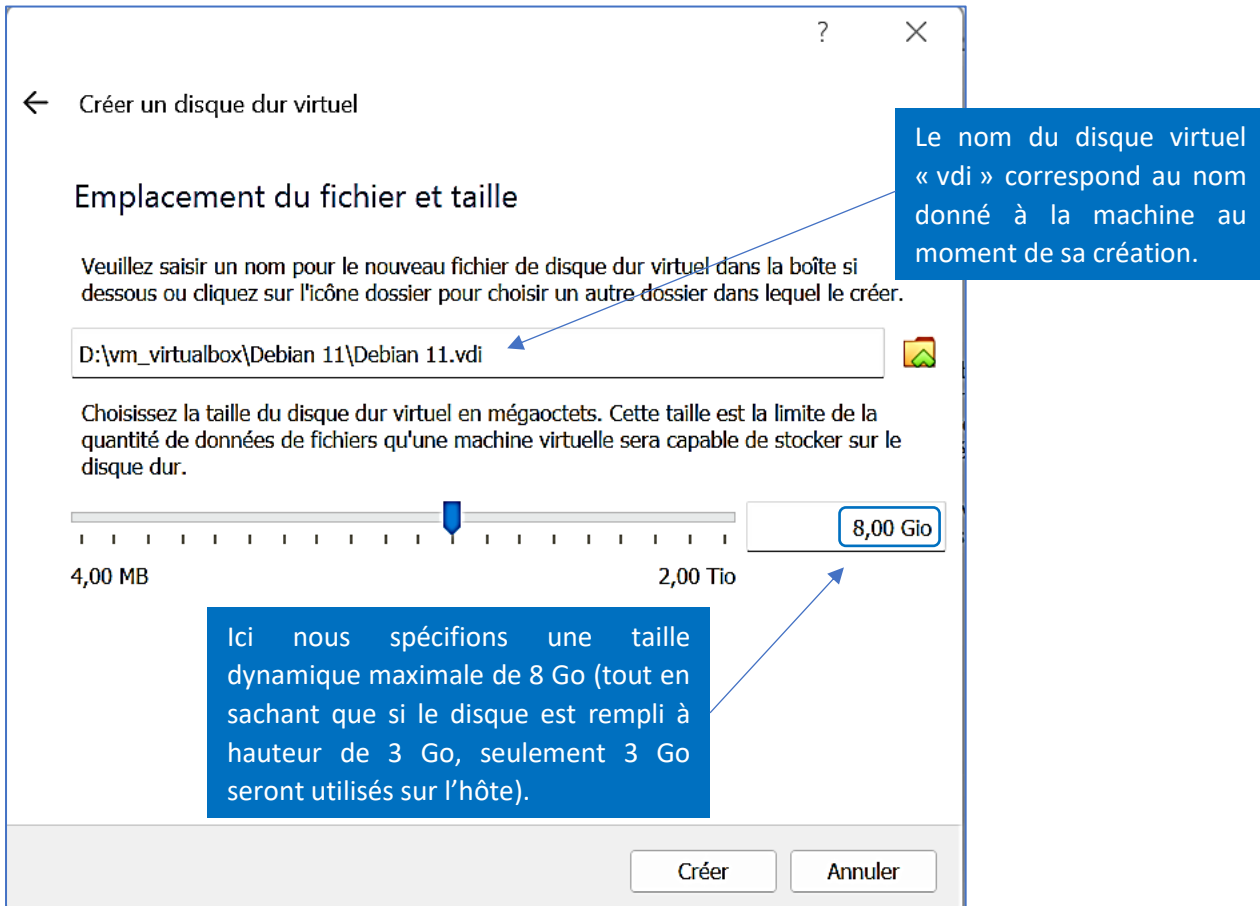 ?
Créer un disque dur virtuel
Le nom du disque virtuel
« vdi » correspond au nom
donné à la machine au
moment de sa création.
Emplacement du fichier et taille
Veuillez saisir un nom pour le nouveau fichier de disque dur virtuel dans la boîte si
dessous ou cliquez sur l'icône dossier pour choisir un autre dossier dans lequel le créer.
D:\vm_virtualbox\Debian 11\Debian 11.vdi
Choisissez la taille du disque dur virtuel en mégaoctets. Cette taille est la limite de la
quantité de données de fichiers qu'une machine virtuelle sera capable de stocker sur le
disque dur.
8,00 Gio
4,00 MB
2,00 Tio
Ici nous spécifions une taille
dynamique maximale de 8 Go (tout en
sachant que si le disque est rempli à
hauteur de 3 Go, seulement 3 Go
seront utilisés sur l’hôte).
Créer
Annuler